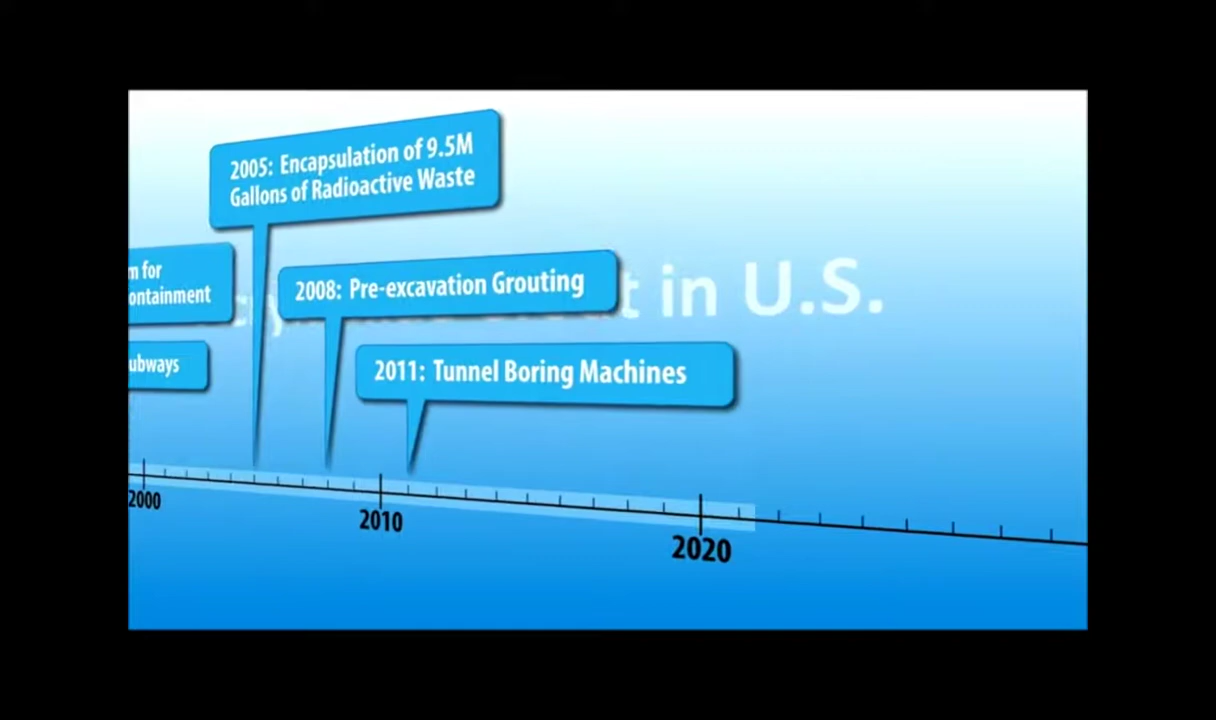 2005: Encapsulation of 9.5M
Gallons of Radioactive Waste
m for
ontainment
2008: Pre-excavation Grouting
t in U.S.
ubways
2011: Tunnel Boring Machines
2000
2010
2020